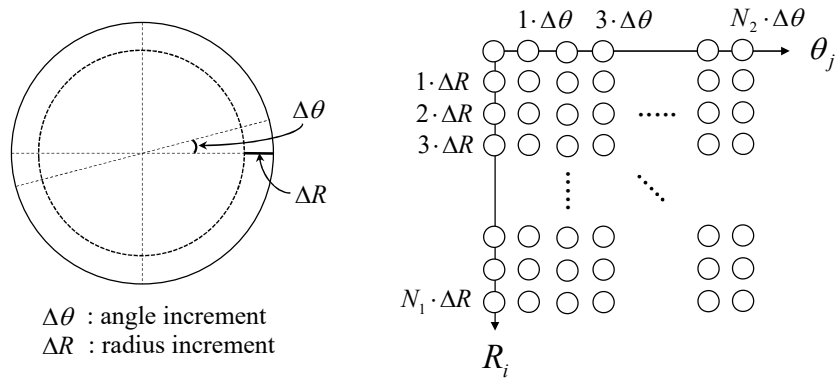 Δθ
ΔR
Δθ : angle increment
ΔR : radius increment
1·Δθ 3·Δθ N₂·Δθ
θⱼ
1·ΔR
2·ΔR
3·ΔR
N₁·ΔR
Rᵢ